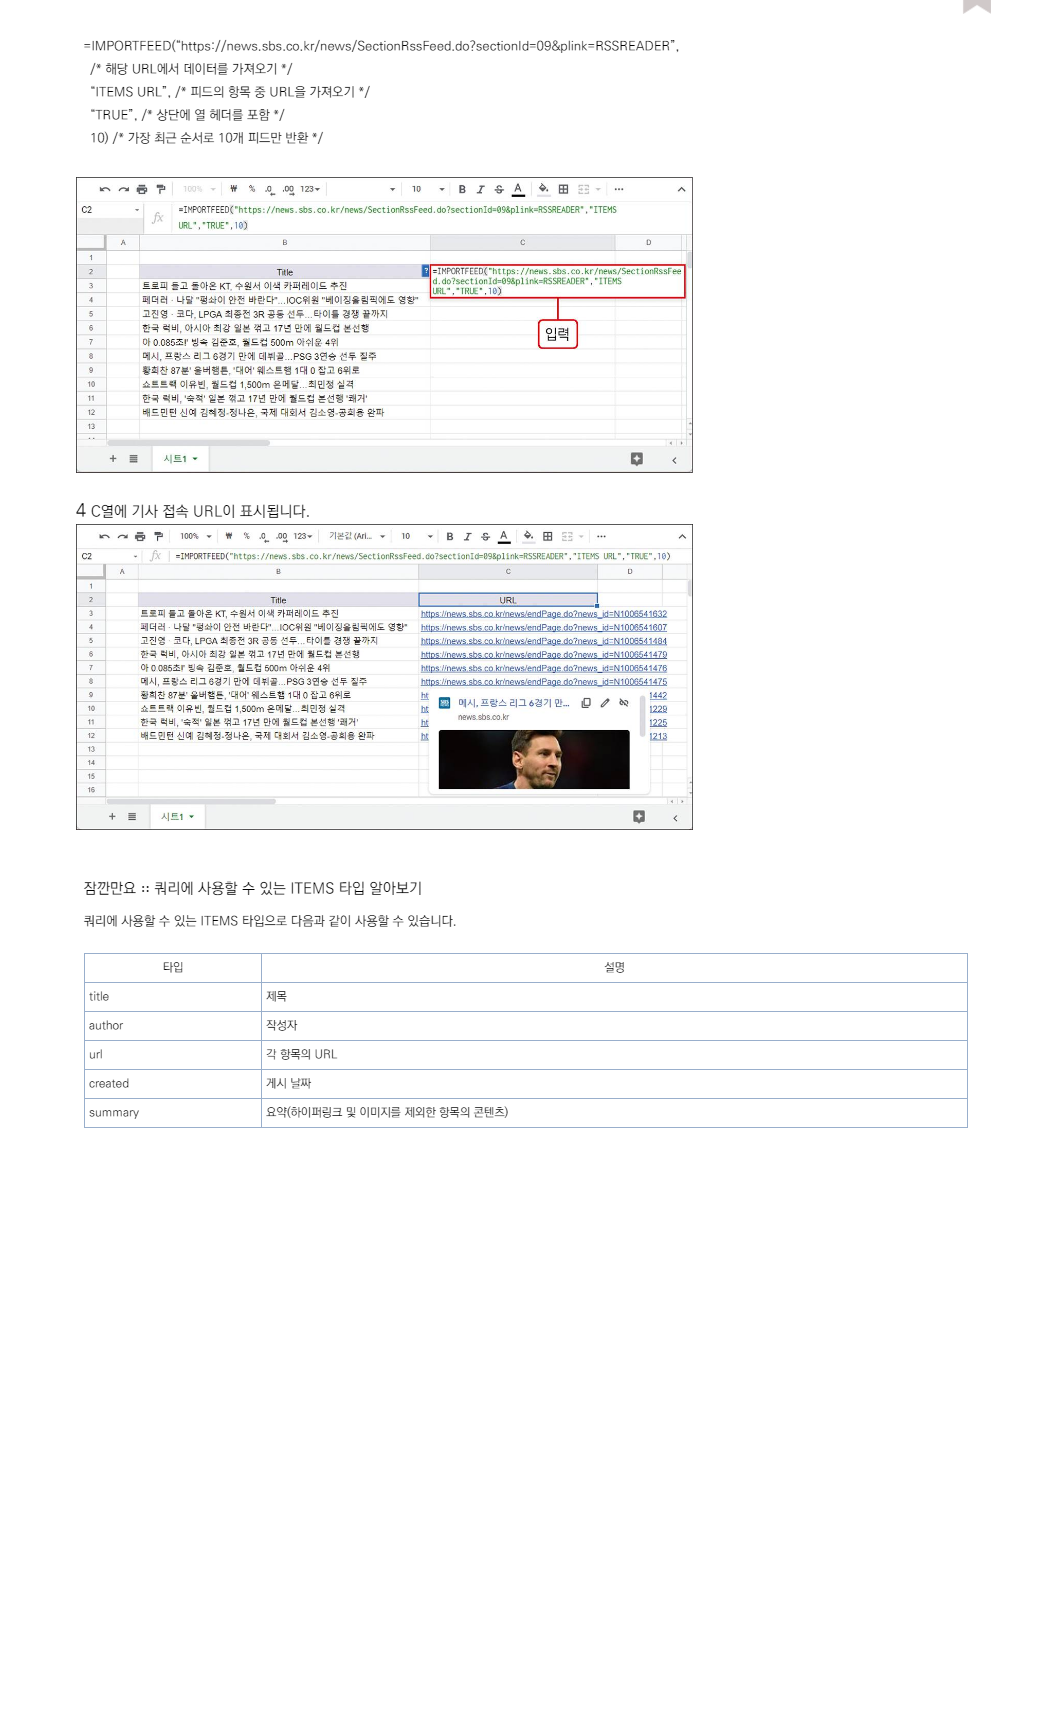 =IMPORTFEED(“https://news.sbs.co.kr/news/SectionRssFeed.do?sectionId=09&plink=RSSREADER”,
/* 해당 URL에서 데이터를 가져오기 */
“ITEMS URL”, /* 피드의 항목 중 URL을 가져오기 */
“TRUE”, /* 상단에 열 헤더를 포함 */
10) /* 가장 최근 순서로 10개 피드만 반환 */
100% ₩ % .0 .00 123 10 B I S A
C2 fx =IMPORTFEED("https://news.sbs.co.kr/news/SectionRssFeed.do?sectionId=09&plink=RSSREADER","ITEMS
URL","TRUE",10)
A B C D
1
2 Title ? =IMPORTFEED("https://news.sbs.co.kr/news/SectionRssFee
d.do?sectionId=09&plink=RSSREADER","ITEMS
URL","TRUE",10)
3 트로피 들고 돌아온 KT, 수원서 이색 카퍼레이드 추진
4 페더러·나달 "펑솨이 안전 바란다"…IOC위원 "베이징올림픽에도 영향"
5 고진영·코다, LPGA 최종전 3R 공동 선두…타이틀 경쟁 끝까지
6 한국 럭비, 아시아 최강 일본 꺾고 17년 만에 월드컵 본선행
7 아 0.085초!' 빙속 김준호, 월드컵 500m 아쉬운 4위
8 메시, 프랑스 리그 6경기 만에 데뷔골…PSG 3연승 선두 질주
9 황희찬 87분' 울버햄튼, '대어' 웨스트햄 1대 0 잡고 6위로
10 쇼트트랙 이유빈, 월드컵 1,500m 은메달…최민정 실격
11 한국 럭비, '숙적' 일본 꺾고 17년 만에 월드컵 본선행 '쾌거'
12 배드민턴 신예 김혜정-정나은, 국제 대회서 김소영-공희용 완파
13
입력
시트1
4 C열에 기사 접속 URL이 표시됩니다.
100% ₩ % .0 .00 123 기본값 (Ari... 10 B I S A
C2 fx =IMPORTFEED("https://news.sbs.co.kr/news/SectionRssFeed.do?sectionId=09&plink=RSSREADER","ITEMS URL","TRUE",10)
A B C D
1
2 Title URL
3 트로피 들고 돌아온 KT, 수원서 이색 카퍼레이드 추진 https://news.sbs.co.kr/news/endPage.do?news_id=N1006541632
4 페더러·나달 "펑솨이 안전 바란다"…IOC위원 "베이징올림픽에도 영향" https://news.sbs.co.kr/news/endPage.do?news_id=N1006541607
5 고진영·코다, LPGA 최종전 3R 공동 선두…타이틀 경쟁 끝까지 https://news.sbs.co.kr/news/endPage.do?news_id=N1006541484
6 한국 럭비, 아시아 최강 일본 꺾고 17년 만에 월드컵 본선행 https://news.sbs.co.kr/news/endPage.do?news_id=N1006541479
7 아 0.085초!' 빙속 김준호, 월드컵 500m 아쉬운 4위 https://news.sbs.co.kr/news/endPage.do?news_id=N1006541476
8 메시, 프랑스 리그 6경기 만에 데뷔골…PSG 3연승 선두 질주 https://news.sbs.co.kr/news/endPage.do?news_id=N1006541475
9 황희찬 87분' 울버햄튼, '대어' 웨스트햄 1대 0 잡고 6위로 ht 1442
10 쇼트트랙 이유빈, 월드컵 1,500m 은메달…최민정 실격 ht 1229
11 한국 럭비, '숙적' 일본 꺾고 17년 만에 월드컵 본선행 '쾌거' ht 1225
12 배드민턴 신예 김혜정-정나은, 국제 대회서 김소영-공희용 완파 ht 1213
13
14
15
16
메시, 프랑스 리그 6경기 만...
news.sbs.co.kr
시트1
잠깐만요 :: 쿼리에 사용할 수 있는 ITEMS 타입 알아보기
쿼리에 사용할 수 있는 ITEMS 타입으로 다음과 같이 사용할 수 있습니다.
타입 설명
title 제목
author 작성자
url 각 항목의 URL
created 게시 날짜
summary 요약(하이퍼링크 및 이미지를 제외한 항목의 콘텐츠)